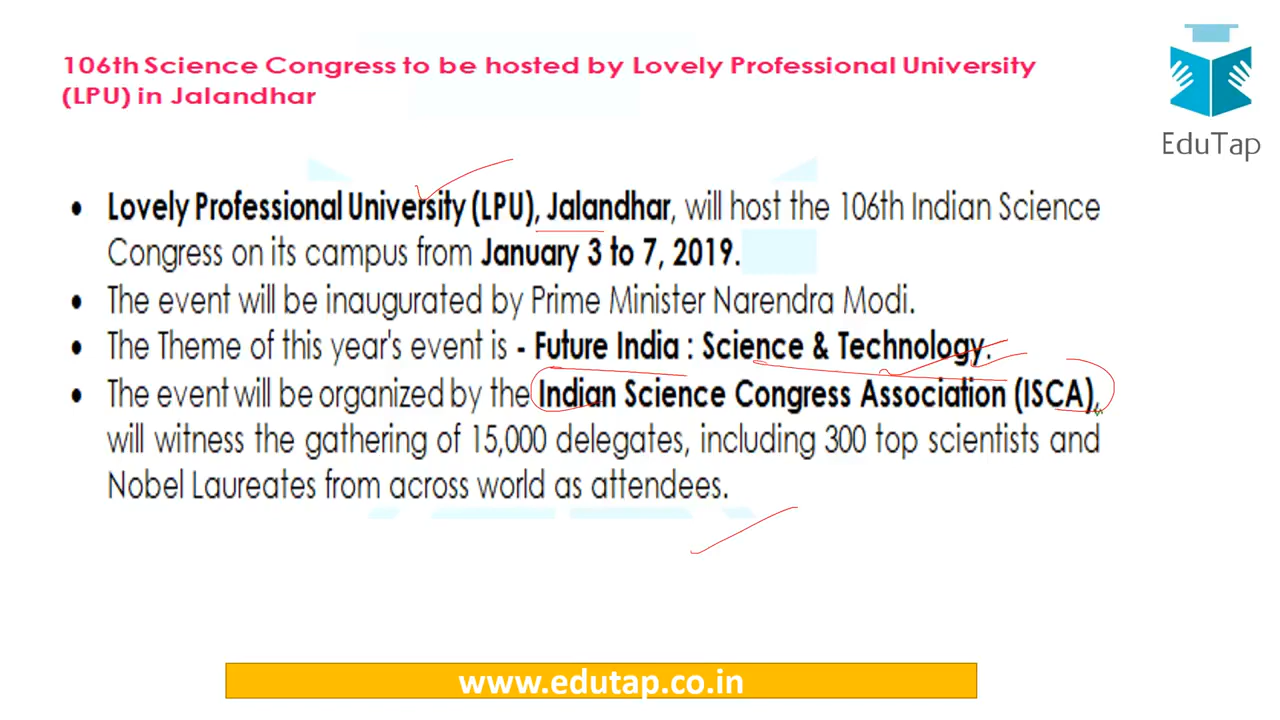 106th Science Congress to be hosted by Lovely Professional University
(LPU) in Jalandhar
EduTap
• Lovely Professional University (LPU), Jalandhar, will host the 106th Indian Science
Congress on its campus from January 3 to 7, 2019.
• The event will be inaugurated by Prime Minister Narendra Modi.
• The Theme of this year's event is - Future India : Science & Technology.
• The event will be organized by the Indian Science Congress Association (ISCA),
will witness the gathering of 15,000 delegates, including 300 top scientists and
Nobel Laureates from across world as attendees.
www.edutap.co.in